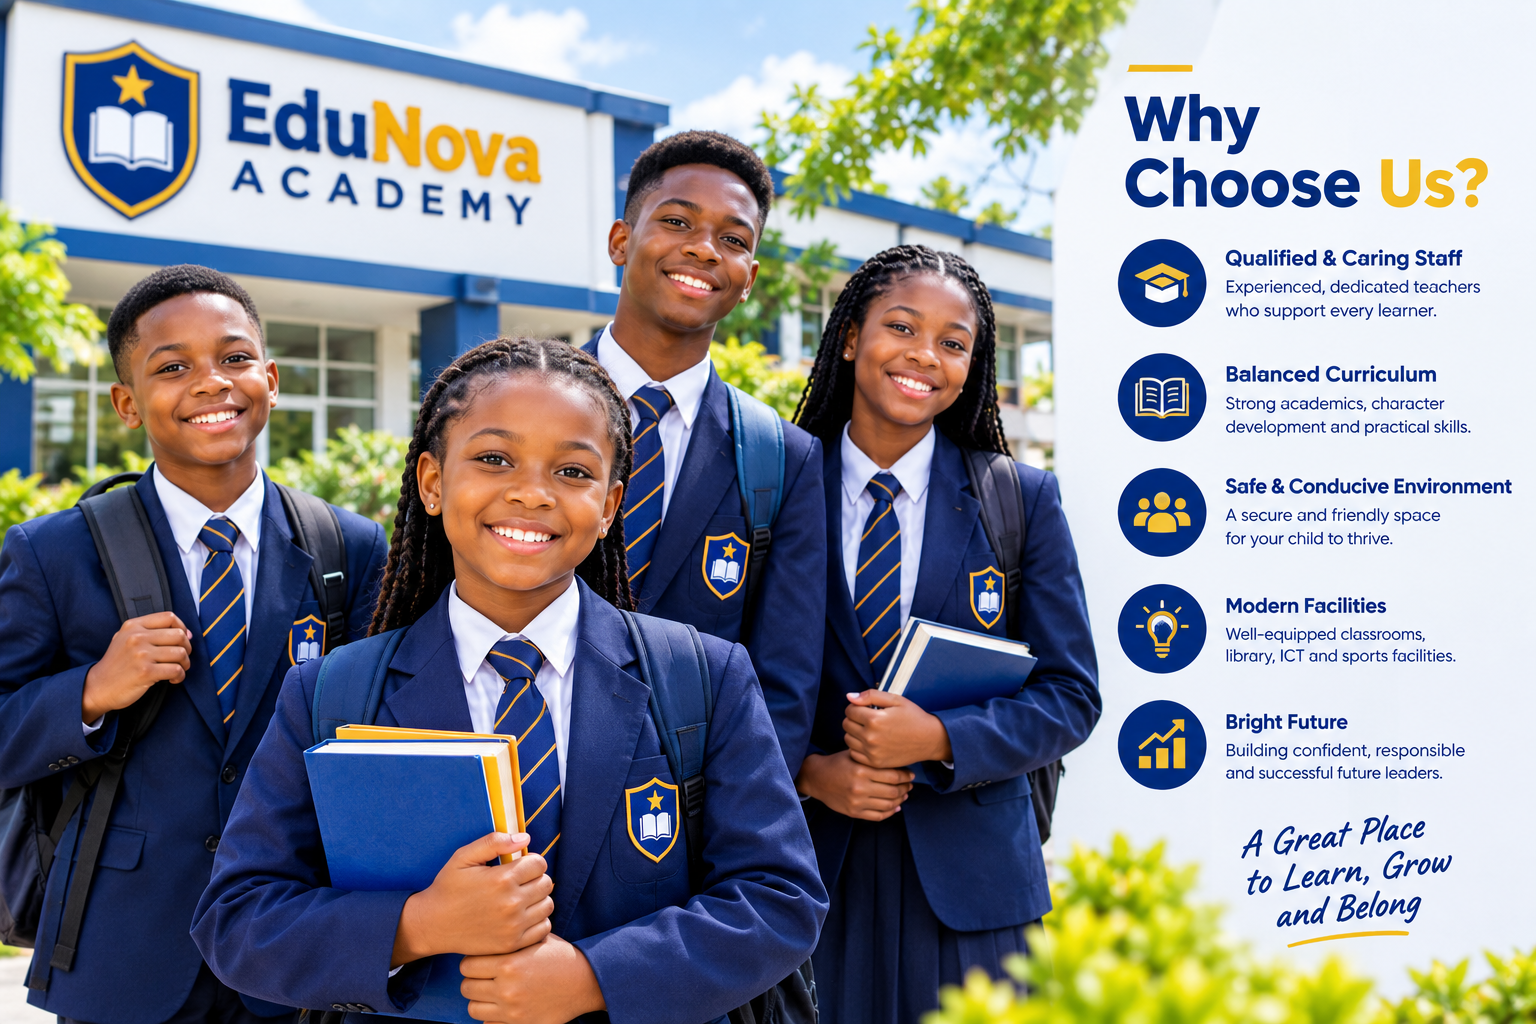 EduNova
ACADEMY
Why
Choose Us?
Qualified & Caring Staff
Experienced, dedicated teachers
who support every learner.
Balanced Curriculum
Strong academics, character
development and practical skills.
Safe & Conducive Environment
A secure and friendly space
for your child to thrive.
Modern Facilities
Well-equipped classrooms,
library, ICT and sports facilities.
Bright Future
Building confident, responsible
and successful future leaders.
A Great Place
to Learn, Grow
and Belong